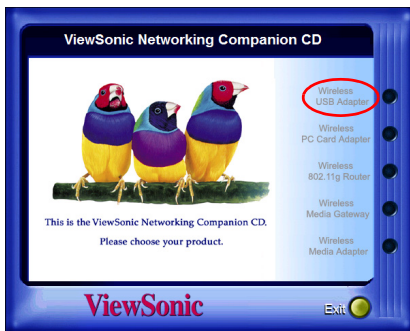 ViewSonic Networking Companion CD
Wireless
USB Adapter
Wireless
PC Card Adapter
Wireless
802.11g Router
Wireless
Media Gateway
Wireless
Media Adapter
This is the ViewSonic Networking Companion CD.
Please choose your product.
ViewSonic
Exit